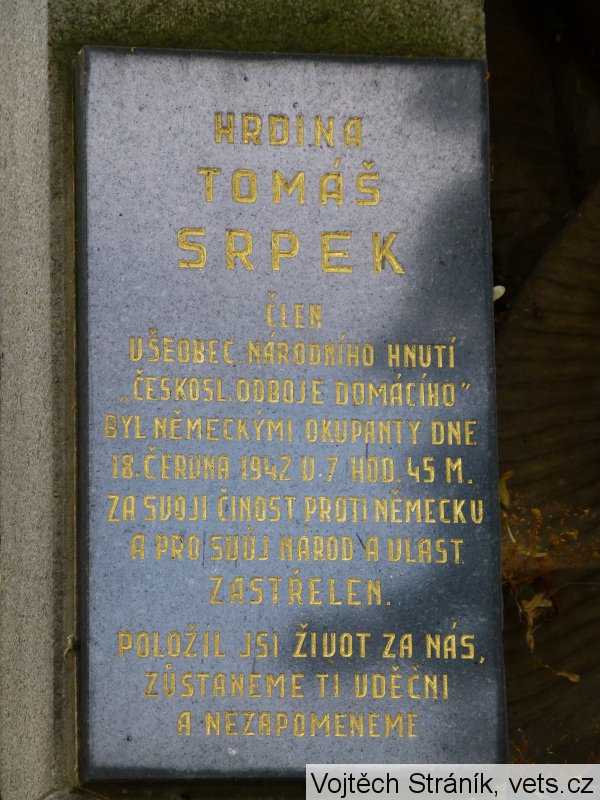 HRDINA
TOMÁŠ
SRPEK
ČLEN
VŠEOBEC. NÁRODNÍHO HNUTÍ
„ČESKOSL. ODBOJE DOMÁCÍHO“
BYL NĚMECKÝMI OKUPANTY DNE
18. ČERVNA 1942 V. 7 HOD. 45 M.
ZA SVOJI ČINOST PROTI NĚMECKU
A PRO SVŮJ NAROD A VLAST
ZASTŘELEN.
POLOŽIL JSI ŽIVOT ZA NÁS,
ZŮSTANEME TI VDĚČNI
A NEZAPOMENEME
Vojtěch Stráník, vets.cz